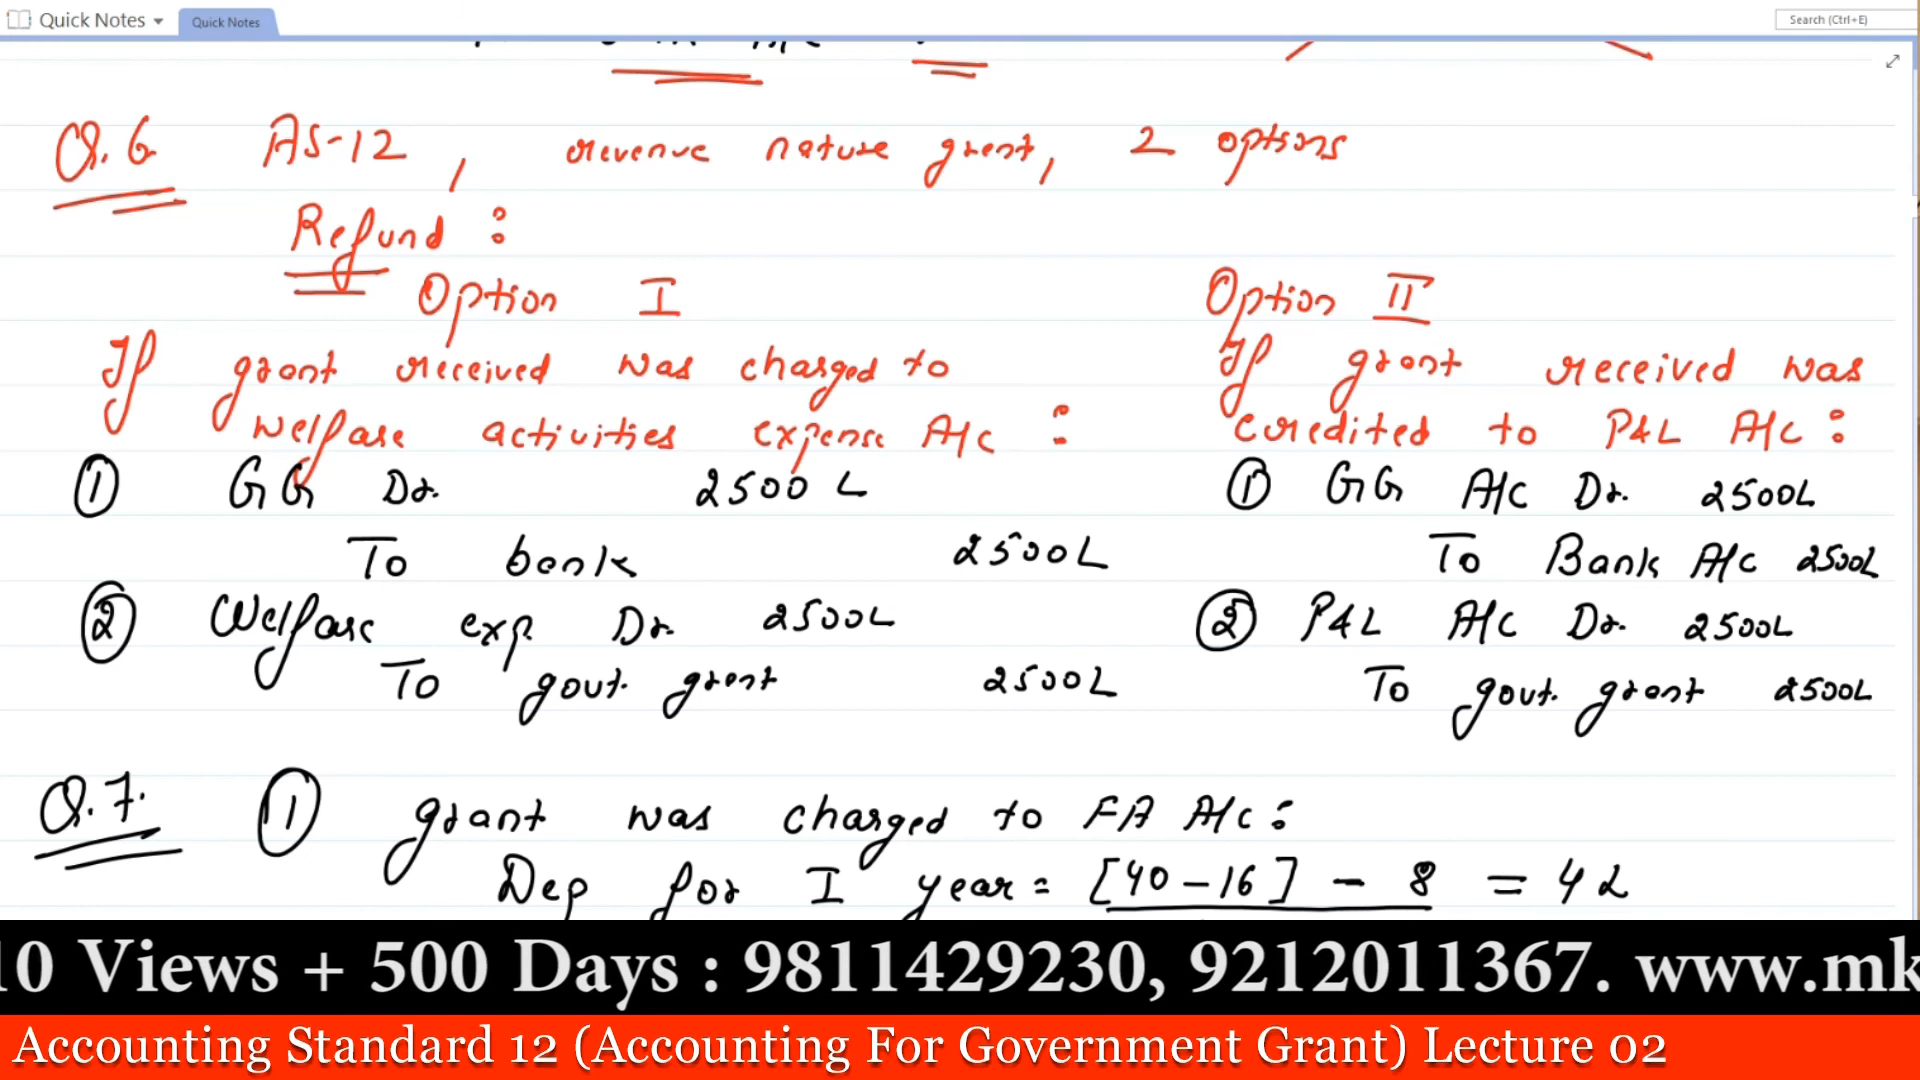 Quick Notes
Quick Notes
Search (Ctrl+E)
Q.6 AS-12, revenue nature grant, 2 options
Refund :
Option I
If grant received was charged to
welfare activities expense A/c :
① GG Dr. 2500 L
To bank 2500L
② Welfare exp Dr. 2500L
To govt. grant 2500L
Option II
If grant received was
credited to P&L A/c :
① GG A/c Dr. 2500L
To Bank A/c 2500L
② P&L A/c Dr. 2500L
To govt. grant 2500L
Q.7. ① grant was charged to FA A/c :
Dep for I year = [40 - 16] - 8 = 4L
10 Views + 500 Days : 9811429230, 9212011367. www.mk
Accounting Standard 12 (Accounting For Government Grant) Lecture 02